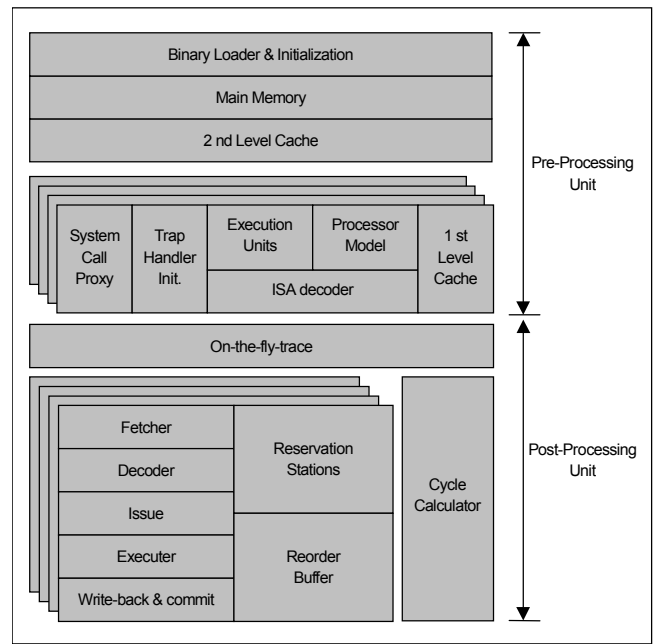 Binary Loader & Initialization
Main Memory
2 nd Level Cache
Pre-Processing
Unit
System
Call
Proxy
Trap
Handler
Init.
Execution
Units
Processor
Model
1 st
Level
Cache
ISA decoder
On-the-fly-trace
Fetcher
Decoder
Issue
Executer
Write-back & commit
Reservation
Stations
Reorder
Buffer
Cycle
Calculator
Post-Processing
Unit